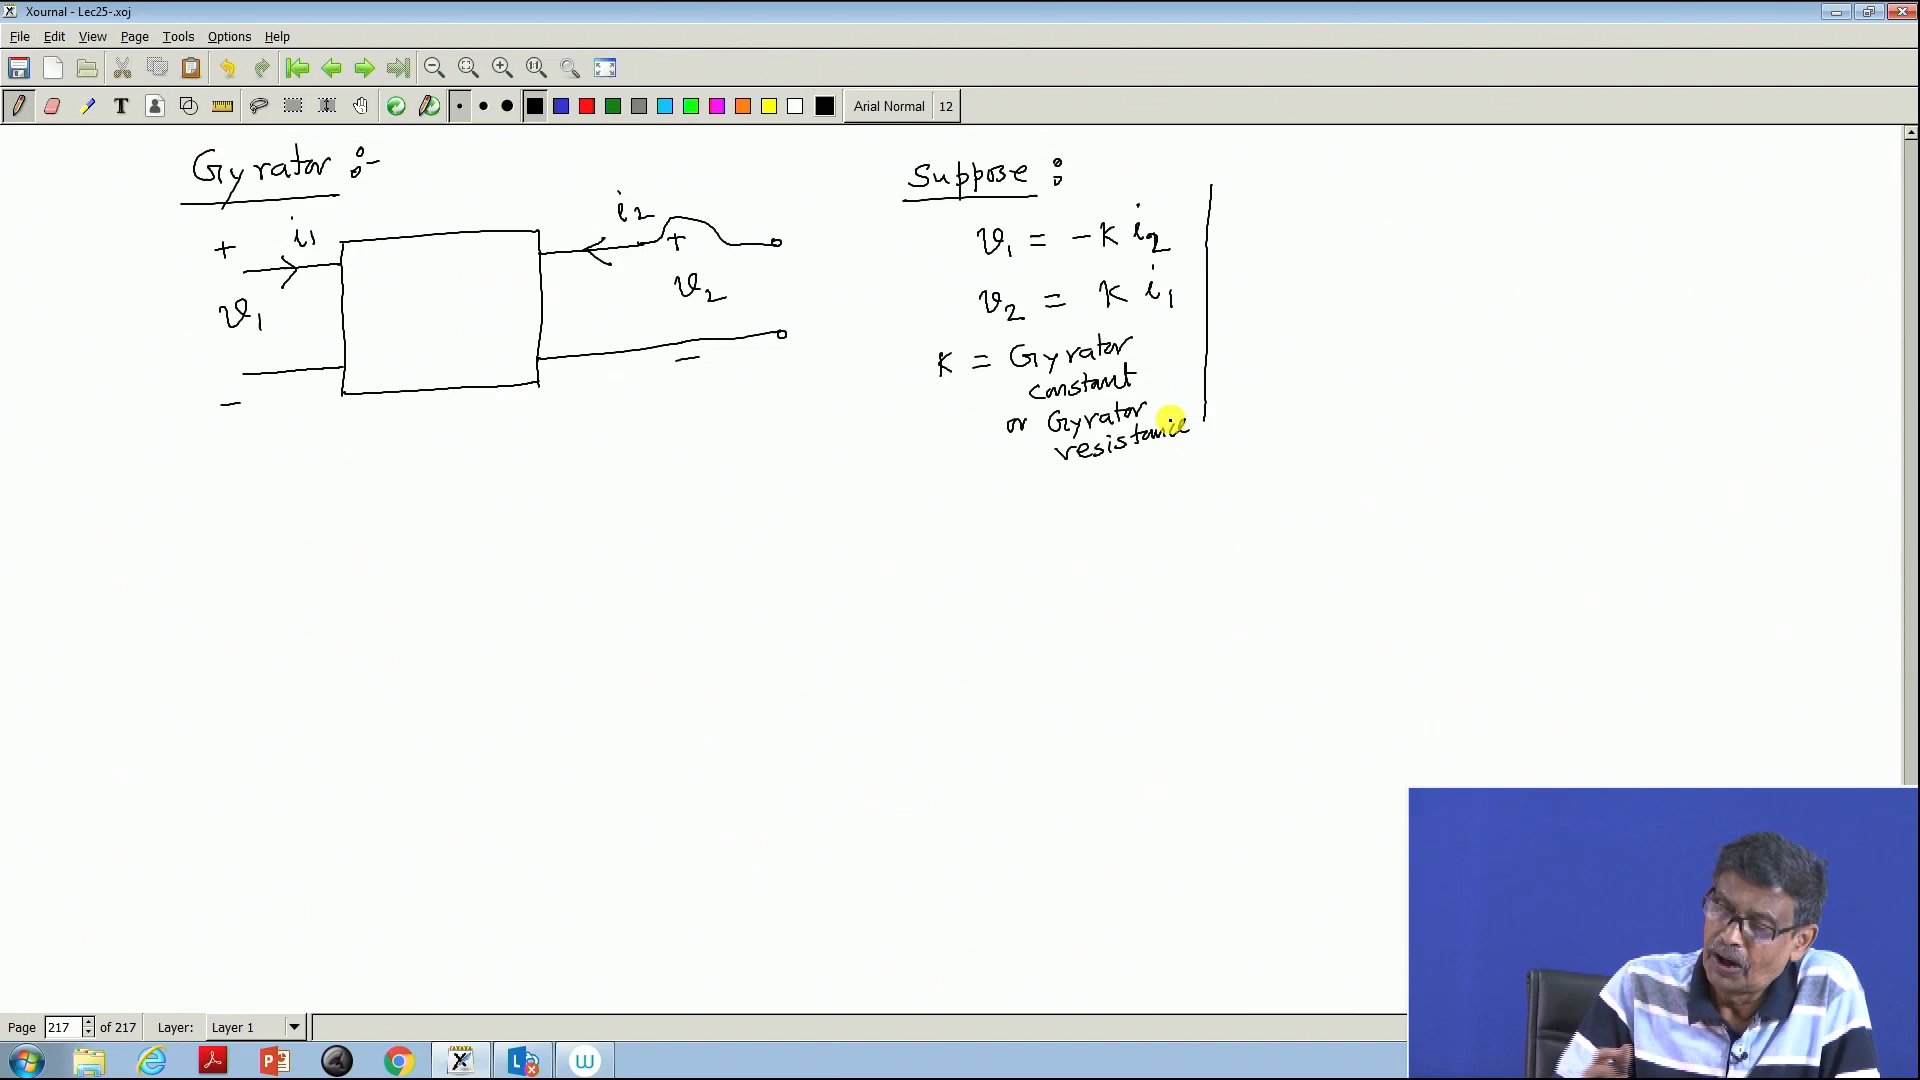 Xournal - Lec25-.xoj
File Edit View Page Tools Options Help
Arial Normal 12
Gyrator :-
+ i1 i2 +
v1 v2
- -
Suppose :
v1 = -K i2
v2 = K i1
K = Gyrator
constant
or Gyrator
resistance
Page 217 of 217 Layer: Layer 1